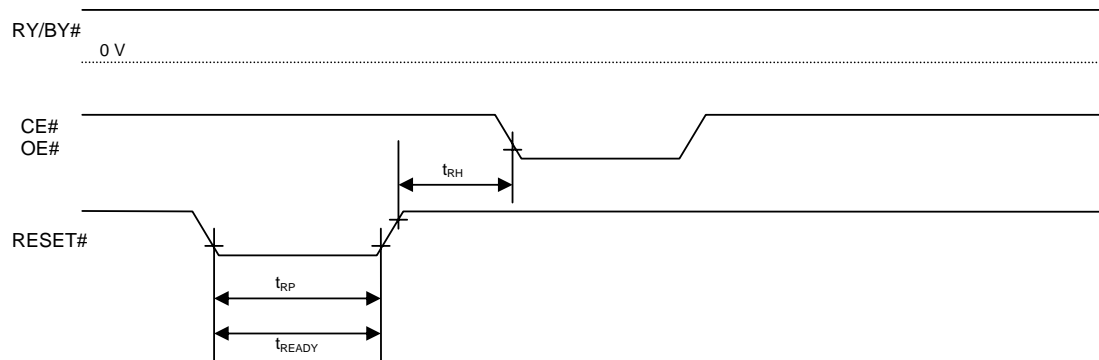 RY/BY#
0 V
CE#
OE#
tRH
RESET#
tRP
tREADY